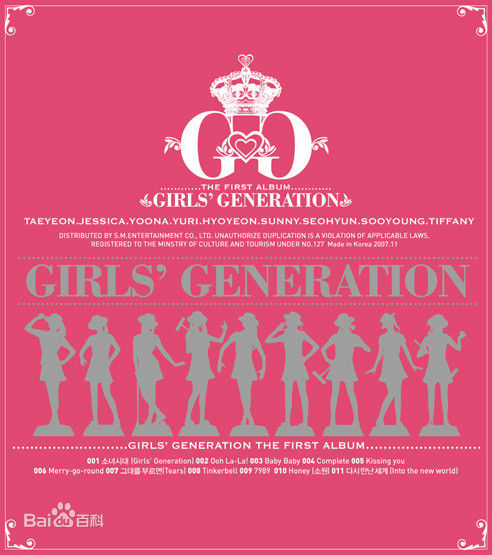 GG
THE FIRST ALBUM
GIRLS' GENERATION
TAEYEON.JESSICA.YOONA.YURI.HYOYEON.SUNNY.SEOHYUN.SOOYOUNG.TIFFANY
DISTRIBUTED BY S.M.ENTERTAINMENT CO., LTD. UNAUTHORIZE DUPLICATION IS A VIOLATION OF APPLICABLE LAWS.
REGISTERED TO THE MINSTRY OF CULTURE AND TOURISM UNDER NO.127 Made in Korea 2007.11
GIRLS' GENERATION
GIRLS' GENERATION THE FIRST ALBUM
001 소녀시대 (Girls' Generation) 002 Ooh La-La! 003 Baby Baby 004 Complete 005 Kissing you
006 Merry-go-round 007 그대를 부르면(Tears) 008 Tinkerbell 009 7989 010 Honey (소원) 011 다시 만난 세계 (Into the new world)
Baidu百科